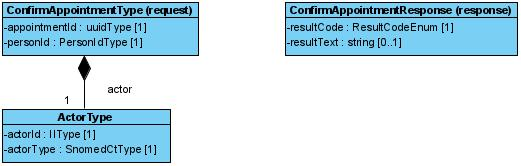 ConfirmAppointmentType (request)
-appointmentId : uuidType [1]
-personId : PersonIdType [1]
actor
1
ActorType
-actorId : IIType [1]
-actorType : SnomedCtType [1]
ConfirmAppointmentResponse (response)
-resultCode : ResultCodeEnum [1]
-resultText : string [0..1]